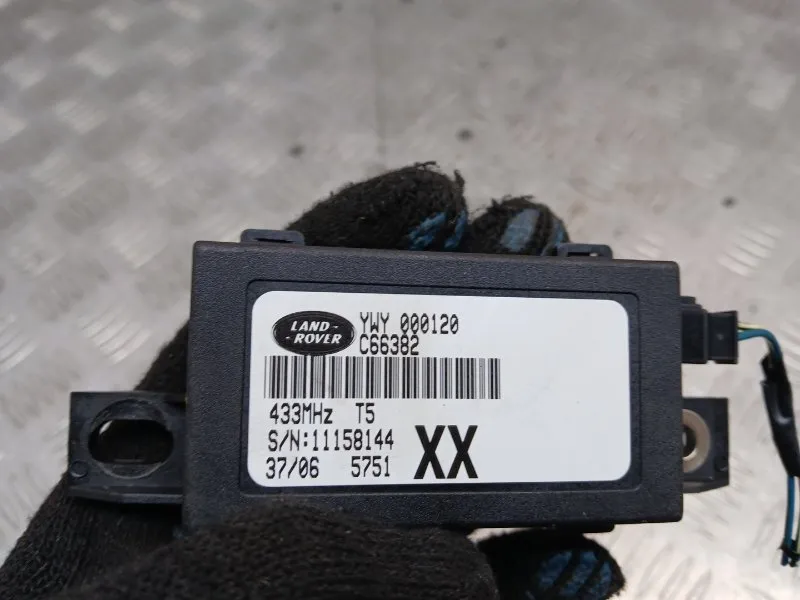 LAND-
-ROVER
YWY 000120
C66382
433MHz T5
S/N:11158144
37/06 5751 XX